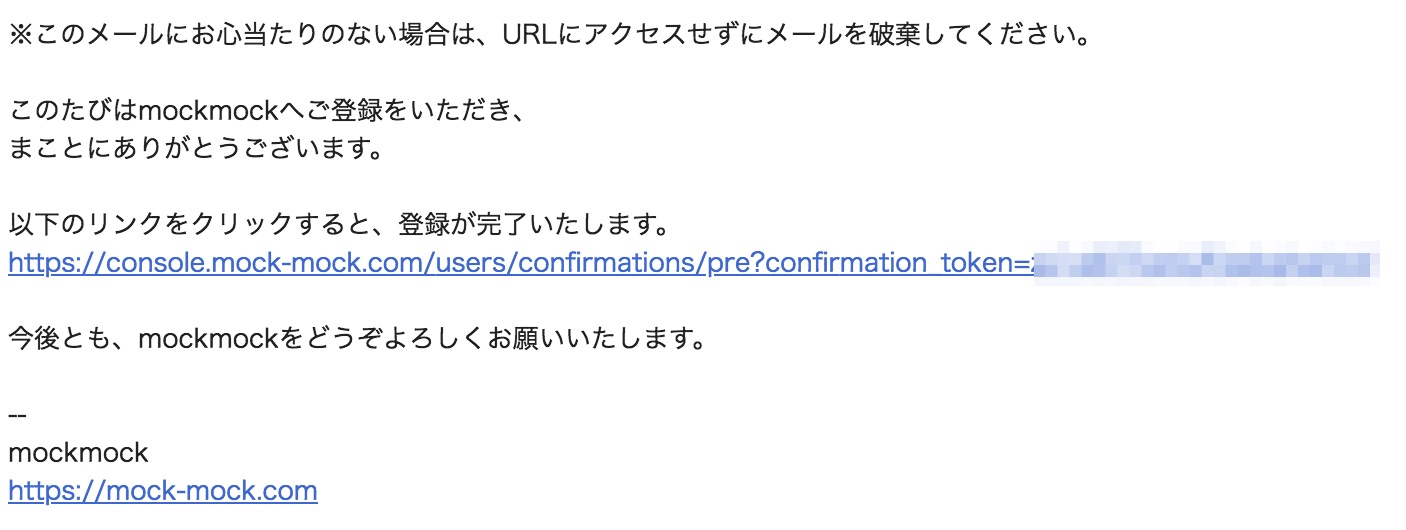 ※このメールにお心当たりのない場合は、URLにアクセスせずにメールを破棄してください。
このたびはmockmockへご登録をいただき、
まことにありがとうございます。
以下のリンクをクリックすると、登録が完了いたします。
https://console.mock-mock.com/users/confirmations/pre?confirmation_token=
今後とも、mockmockをどうぞよろしくお願いいたします。
--
mockmock
https://mock-mock.com